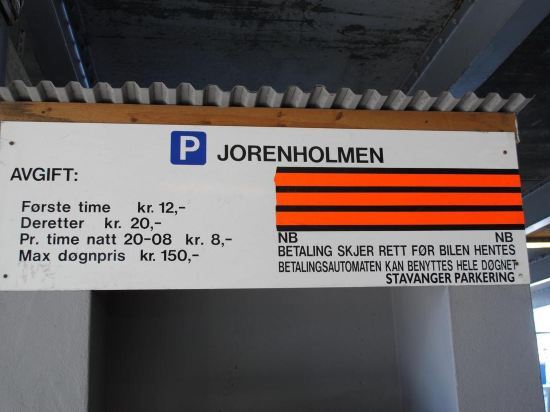 P JORENHOLMEN
AVGIFT:
Første time kr. 12,-
Deretter kr. 20,-
Pr. time natt 20-08 kr. 8,-
Max døgnpris kr. 150,-
NB NB
BETALING SKJER RETT FØR BILEN HENTES
BETALINGSAUTOMATEN KAN BENYTTES HELE DØGNET
STAVANGER PARKERING